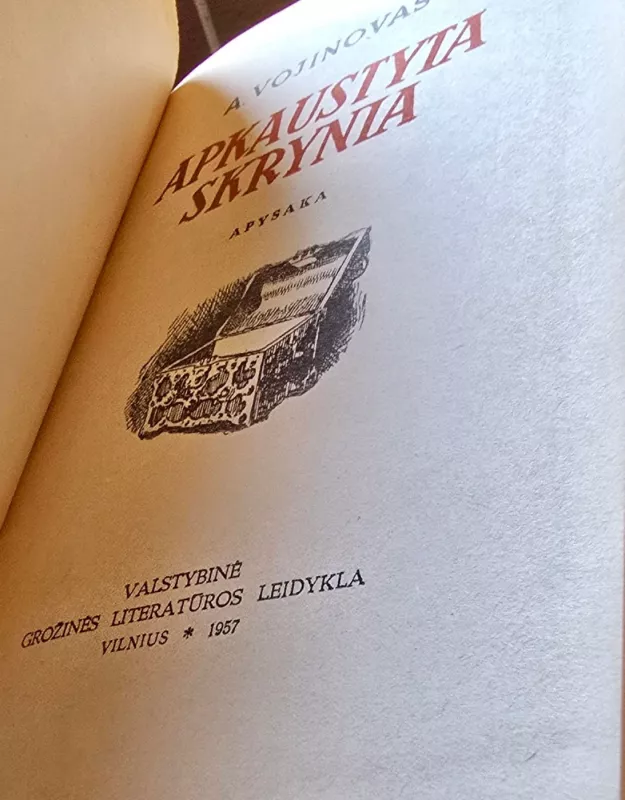 A. VOJINOVAS
APKAUSTYTA
SKRYNIA
APYSAKA
VALSTYBINĖ
GROŽINĖS LITERATŪROS LEIDYKLA
VILNIUS * 1957